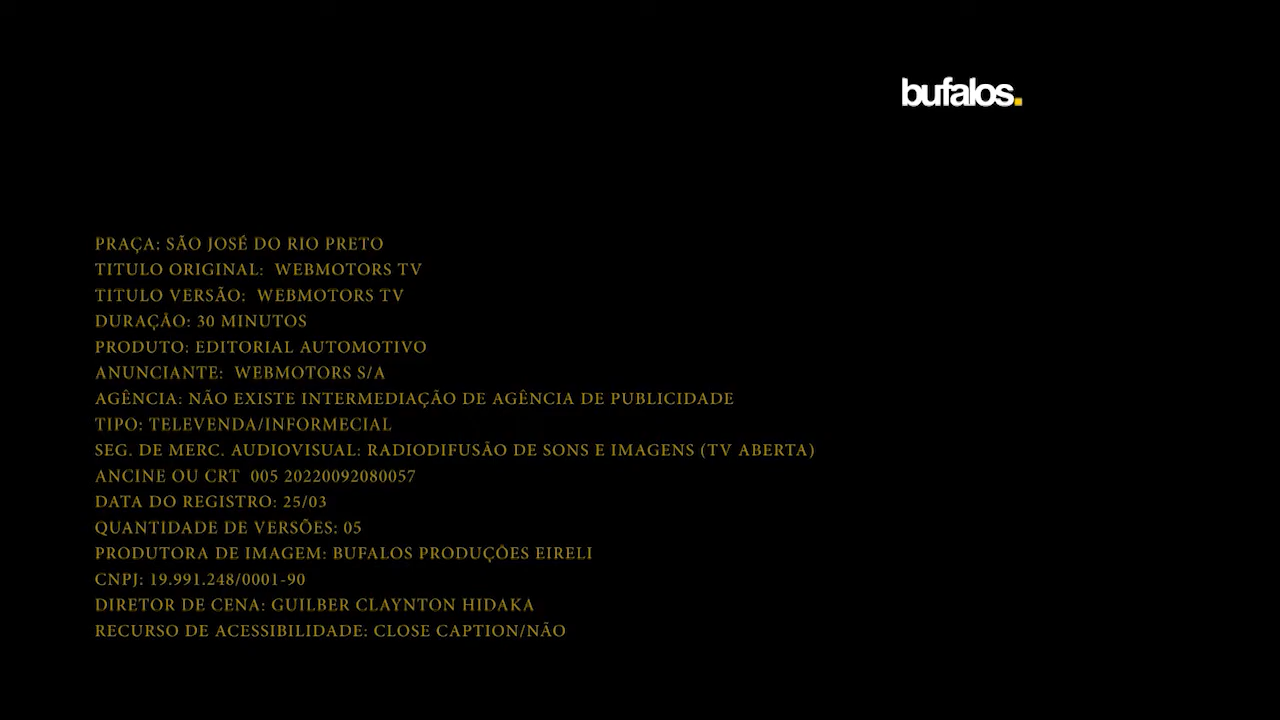 bufalos.
PRAÇA: SÃO JOSÉ DO RIO PRETO
TITULO ORIGINAL: WEBMOTORS TV
TITULO VERSÃO: WEBMOTORS TV
DURAÇÃO: 30 MINUTOS
PRODUTO: EDITORIAL AUTOMOTIVO
ANUNCIANTE: WEBMOTORS S/A
AGÊNCIA: NÃO EXISTE INTERMEDIAÇÃO DE AGÊNCIA DE PUBLICIDADE
TIPO: TELEVENDA/INFORMECIAL
SEG. DE MERC. AUDIOVISUAL: RADIODIFUSÃO DE SONS E IMAGENS (TV ABERTA)
ANCINE OU CRT 005 20220092080057
DATA DO REGISTRO: 25/03
QUANTIDADE DE VERSÕES: 05
PRODUTORA DE IMAGEM: BUFALOS PRODUÇÕES EIRELI
CNPJ: 19.991.248/0001-90
DIRETOR DE CENA: GUILBER CLAYNTON HIDAKA
RECURSO DE ACESSIBILIDADE: CLOSE CAPTION/NÃO